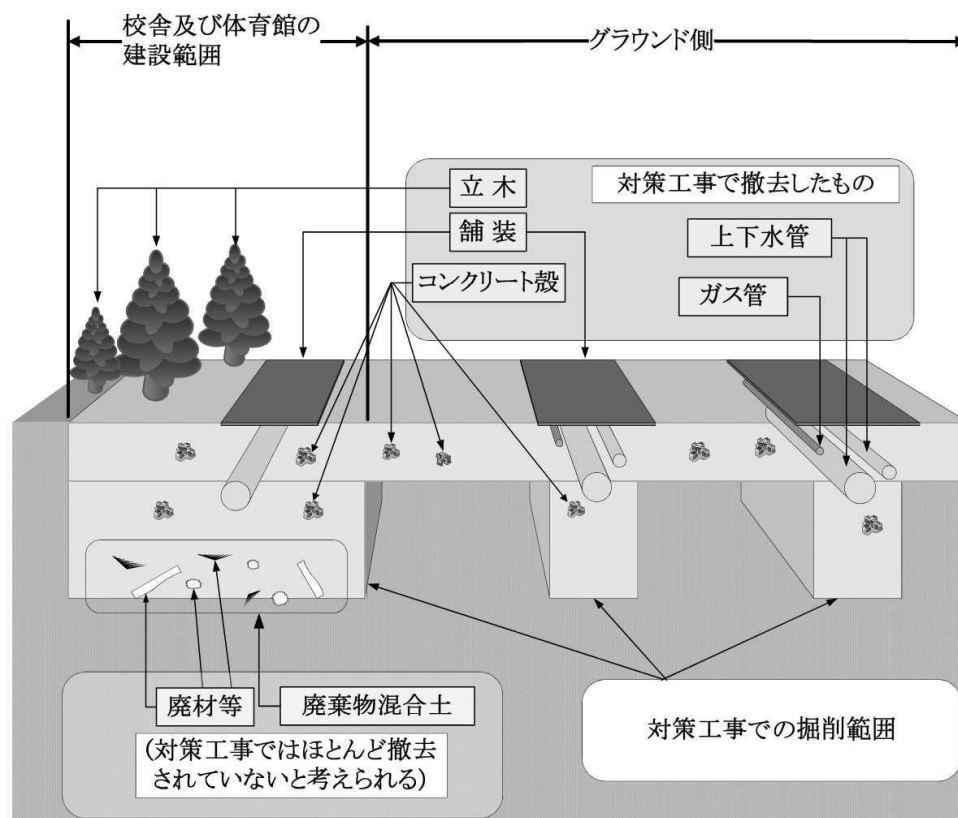 校舎及び体育館の
建設範囲
グラウンド側
立木
対策工事で撤去したもの
舗装
上下水管
コンクリート殻
ガス管
廃材等
廃棄物混合土
(対策工事ではほとんど撤去
されていないと考えられる)
対策工事での掘削範囲